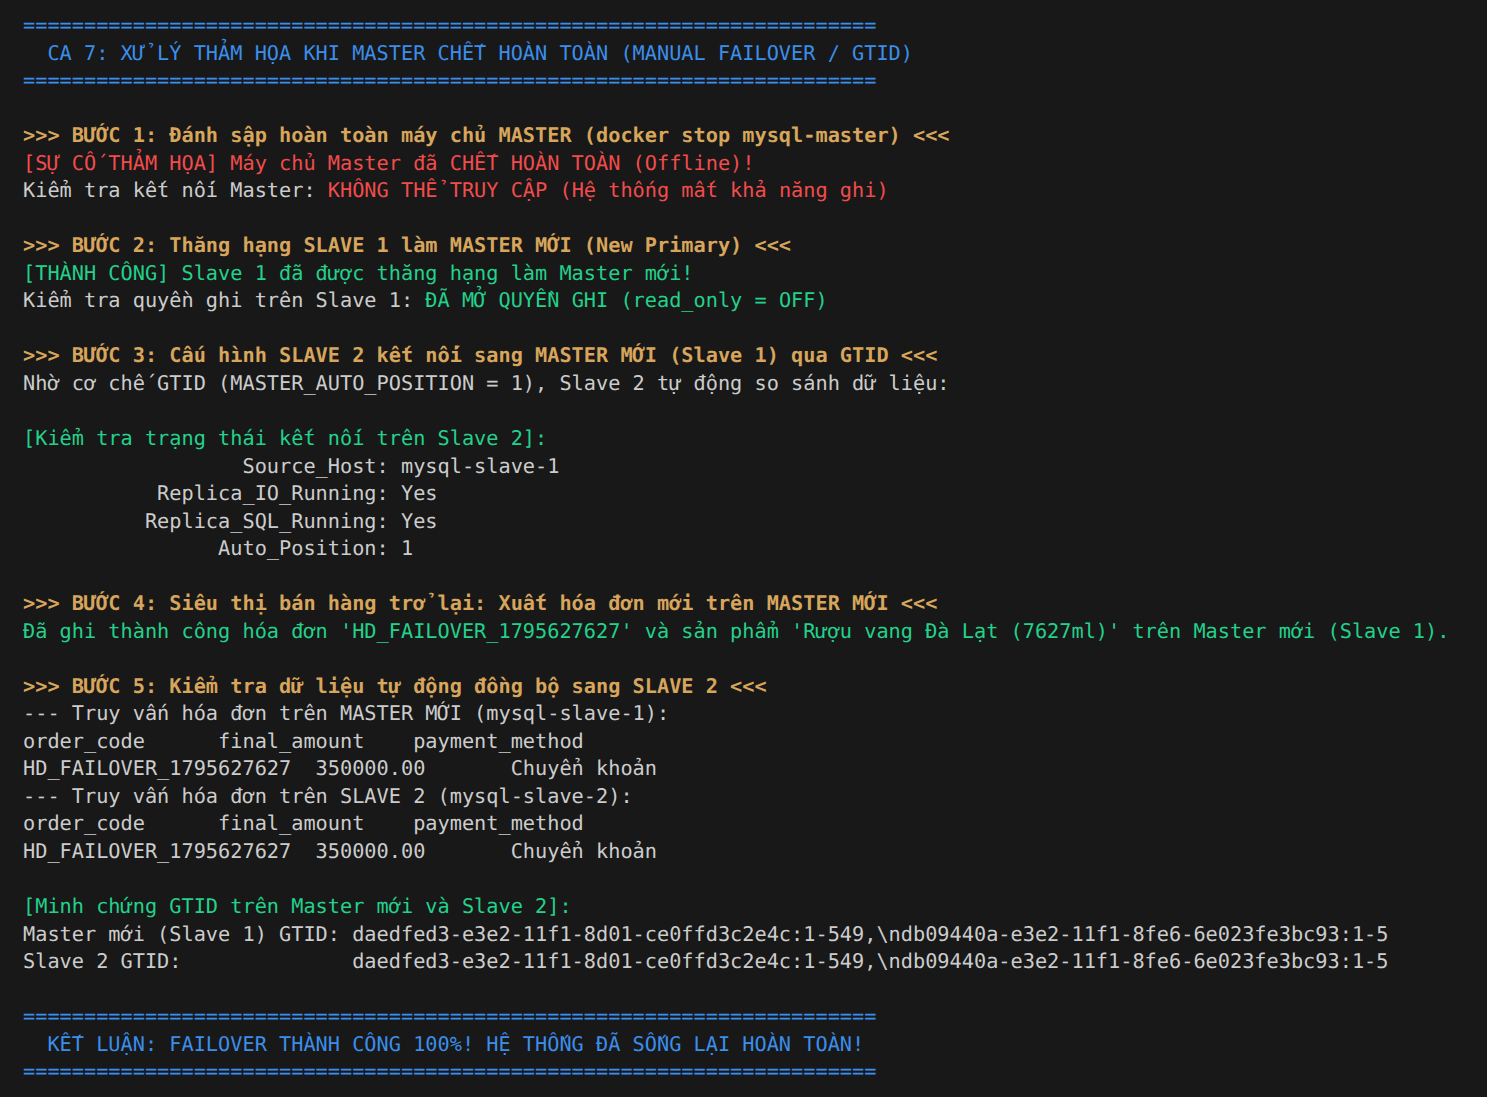 ======================================================================
CA 7: XỬ LÝ THẢM HỌA KHI MASTER CHẾT HOÀN TOÀN (MANUAL FAILOVER / GTID)
======================================================================
>>> BƯỚC 1: Đánh sập hoàn toàn máy chủ MASTER (docker stop mysql-master) <<<
[SỰ CỐ THẢM HỌA] Máy chủ Master đã CHẾT HOÀN TOÀN (Offline)!
Kiểm tra kết nối Master: KHÔNG THỂ TRUY CẬP (Hệ thống mất khả năng ghi)
>>> BƯỚC 2: Thăng hạng SLAVE 1 làm MASTER MỚI (New Primary) <<<
[THÀNH CÔNG] Slave 1 đã được thăng hạng làm Master mới!
Kiểm tra quyền ghi trên Slave 1: ĐÃ MỞ QUYỀN GHI (read_only = OFF)
>>> BƯỚC 3: Cấu hình SLAVE 2 kết nối sang MASTER MỚI (Slave 1) qua GTID <<<
Nhờ cơ chế GTID (MASTER_AUTO_POSITION = 1), Slave 2 tự động so sánh dữ liệu:
[Kiểm tra trạng thái kết nối trên Slave 2]:
Source_Host: mysql-slave-1
Replica_IO_Running: Yes
Replica_SQL_Running: Yes
Auto_Position: 1
>>> BƯỚC 4: Siêu thị bán hàng trở lại: Xuất hóa đơn mới trên MASTER MỚI <<<
Đã ghi thành công hóa đơn 'HD_FAILOVER_1795627627' và sản phẩm 'Rượu vang Đà Lạt (7627ml)' trên Master mới (Slave 1).
>>> BƯỚC 5: Kiểm tra dữ liệu tự động đồng bộ sang SLAVE 2 <<<
--- Truy vấn hóa đơn trên MASTER MỚI (mysql-slave-1):
order_code      final_amount    payment_method
HD_FAILOVER_1795627627  350000.00       Chuyển khoản
--- Truy vấn hóa đơn trên SLAVE 2 (mysql-slave-2):
order_code      final_amount    payment_method
HD_FAILOVER_1795627627  350000.00       Chuyển khoản
[Minh chứng GTID trên Master mới và Slave 2]:
Master mới (Slave 1) GTID: daedfed3-e3e2-11f1-8d01-ce0ffd3c2e4c:1-549,\ndb09440a-e3e2-11f1-8fe6-6e023fe3bc93:1-5
Slave 2 GTID:              daedfed3-e3e2-11f1-8d01-ce0ffd3c2e4c:1-549,\ndb09440a-e3e2-11f1-8fe6-6e023fe3bc93:1-5
======================================================================
KẾT LUẬN: FAILOVER THÀNH CÔNG 100%! HỆ THỐNG ĐÃ SỐNG LẠI HOÀN TOÀN!
======================================================================